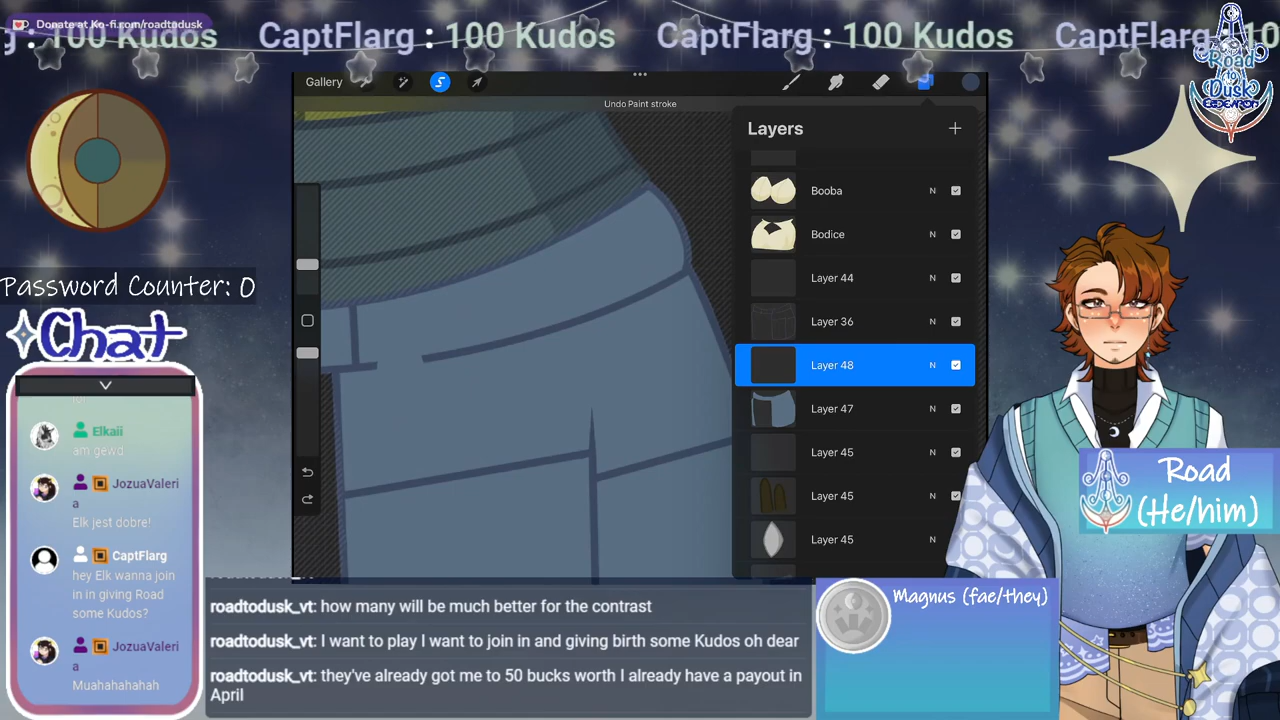 Donate at Ko-fi.com/roadtodusk
: 100 Kudos CaptFlarg : 100 Kudos CaptFlarg : 100 Kudos CaptFlarg
Road
to
Dusk
Gallery
Undo Paint stroke
Layers
Booba N
Bodice N
Layer 44 N
Layer 36 N
Layer 48 N
Layer 47 N
Layer 45 N
Layer 45 N
Layer 45 N
Password Counter: 0
Chat
Elkaii
am gewd
JozuaValeri
a
Elk jest dobre!
CaptFlarg
hey Elk wanna join
in in giving Road
some Kudos?
JozuaValeri
a
Muahahahahah
roadtodusk_vt: how many will be much better for the contrast
roadtodusk_vt: I want to play I want to join in and giving birth some Kudos oh dear
roadtodusk_vt: they've already got me to 50 bucks worth I already have a payout in
April
Road
(He/him)
Magnus (fae/they)